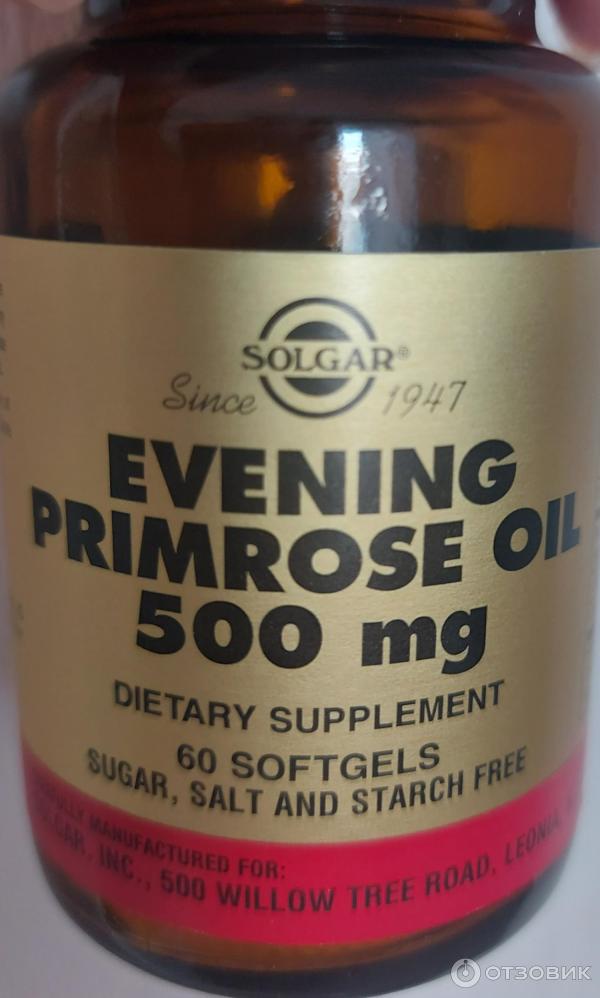 SOLGAR®
Since 1947
EVENING
PRIMROSE OIL
500 mg
DIETARY SUPPLEMENT
60 SOFTGELS
SUGAR, SALT AND STARCH FREE
MANUFACTURED FOR:
INC., 500 WILLOW TREE ROAD, LEONIA,
ОТЗОВИК